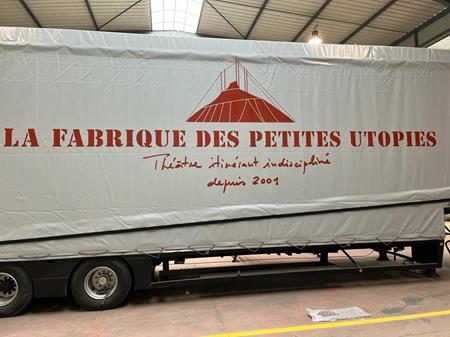 LA FABRIQUE DES PETITES UTOPIES
Théâtre itinérant indiscipliné
depuis 2001